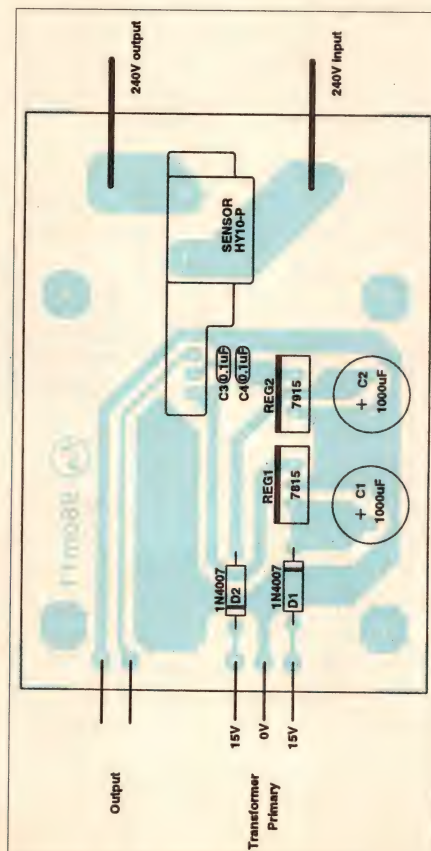 Output
240V output
15V
1N4007
D2
C3 0.1uF
C4 0.1uF
SENSOR
HY10-P
0V
Transformer
Primary
15V
1N4007
D1
REG1
7815
REG2
7915
240V input
+ C1
1000uF
+ C2
1000uF